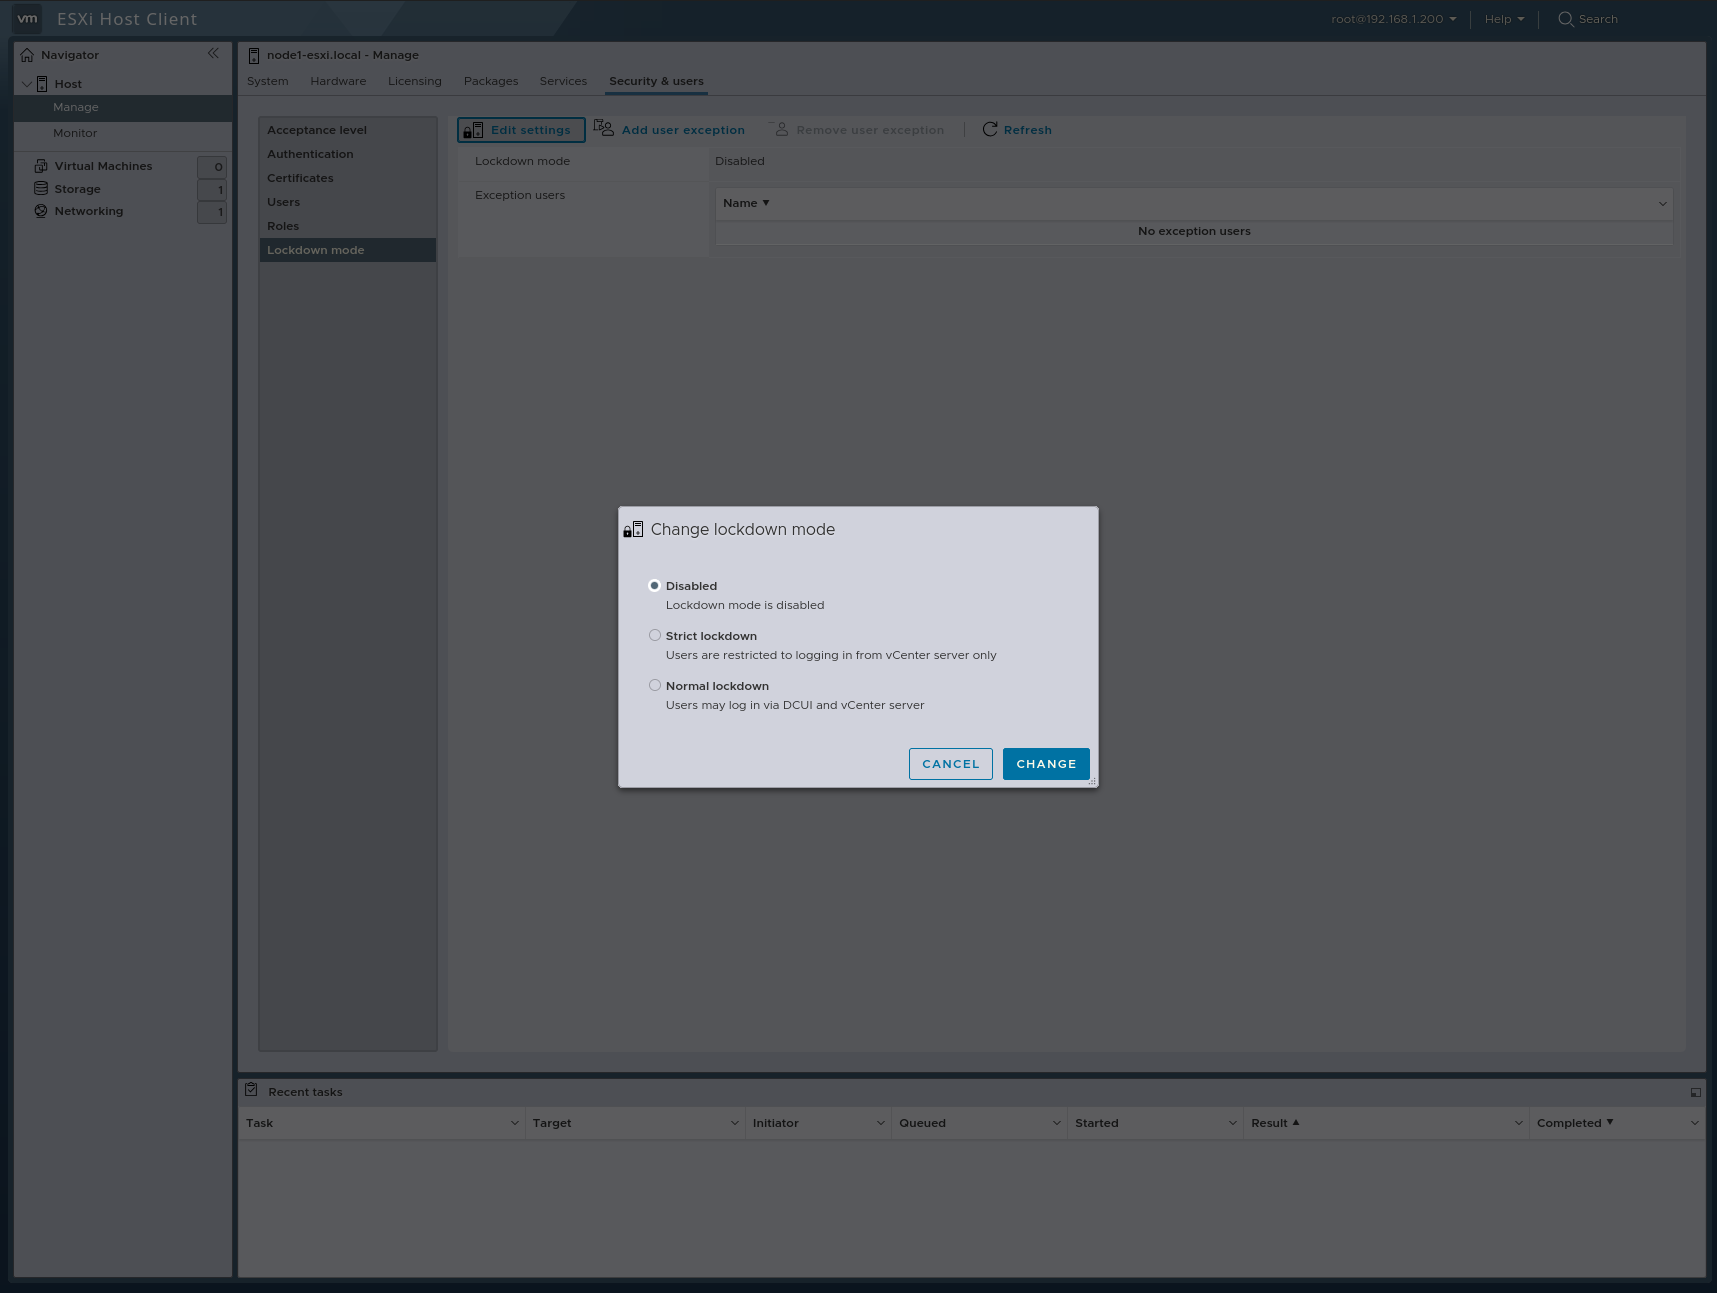 vm ESXi Host Client
root@192.168.1.200 Help Search
Navigator
Host
Manage
Monitor
Virtual Machines 0
Storage 1
Networking 1
node1-esxi.local - Manage
System Hardware Licensing Packages Services Security & users
Acceptance level
Authentication
Certificates
Users
Roles
Lockdown mode
Edit settings Add user exception Remove user exception Refresh
Lockdown mode Disabled
Exception users
Name ▼
No exception users
Change lockdown mode
Disabled
Lockdown mode is disabled
Strict lockdown
Users are restricted to logging in from vCenter server only
Normal lockdown
Users may log in via DCUI and vCenter server
CANCEL CHANGE
Recent tasks
Task Target Initiator Queued Started Result ▲ Completed ▼